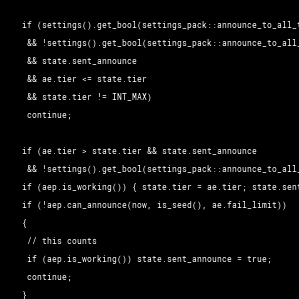 if (settings().get_bool(settings_pack::announce_to_all_
&& !settings().get_bool(settings_pack::announce_to_all_
&& state.sent_announce
&& ae.tier <= state.tier
&& state.tier != INT_MAX)
continue;
if (ae.tier > state.tier && state.sent_announce
&& !settings().get_bool(settings_pack::announce_to_all_
if (aep.is_working()) { state.tier = ae.tier; state.sent
if (!aep.can_announce(now, is_seed(), ae.fail_limit))
{
// this counts
if (aep.is_working()) state.sent_announce = true;
continue;
}